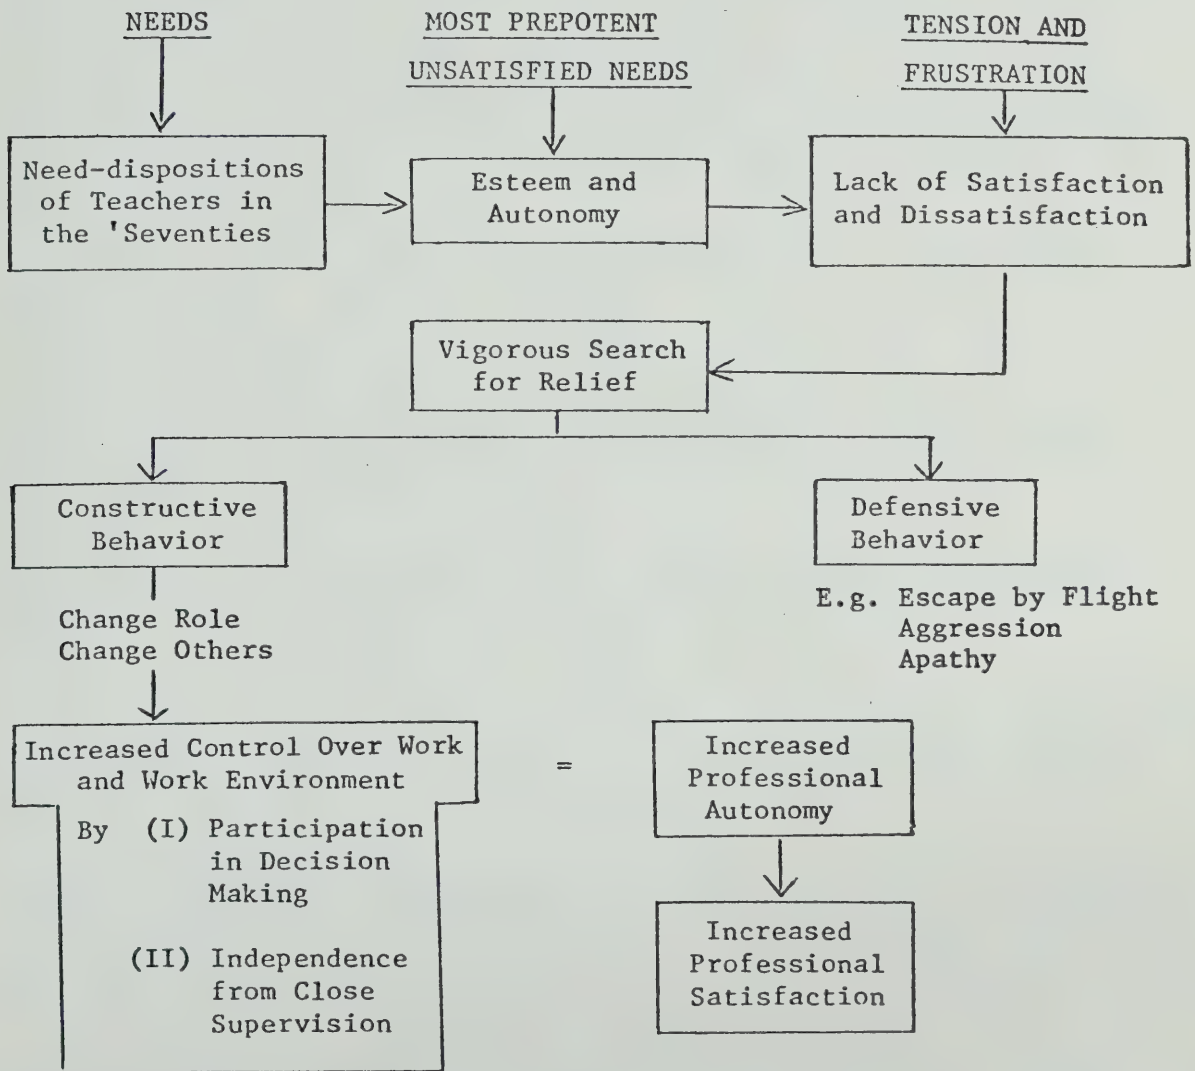 NEEDS
MOST PREPOTENT
UNSATISFIED NEEDS
TENSION AND
FRUSTRATION
Need-dispositions
of Teachers in
the 'Seventies
Esteem and
Autonomy
Lack of Satisfaction
and Dissatisfaction
Vigorous Search
for Relief
Constructive
Behavior
Defensive
Behavior
Change Role
Change Others
E.g. Escape by Flight
Aggression
Apathy
Increased Control Over Work
and Work Environment
By (I) Participation
in Decision
Making
(II) Independence
from Close
Supervision
=
Increased
Professional
Autonomy
Increased
Professional
Satisfaction